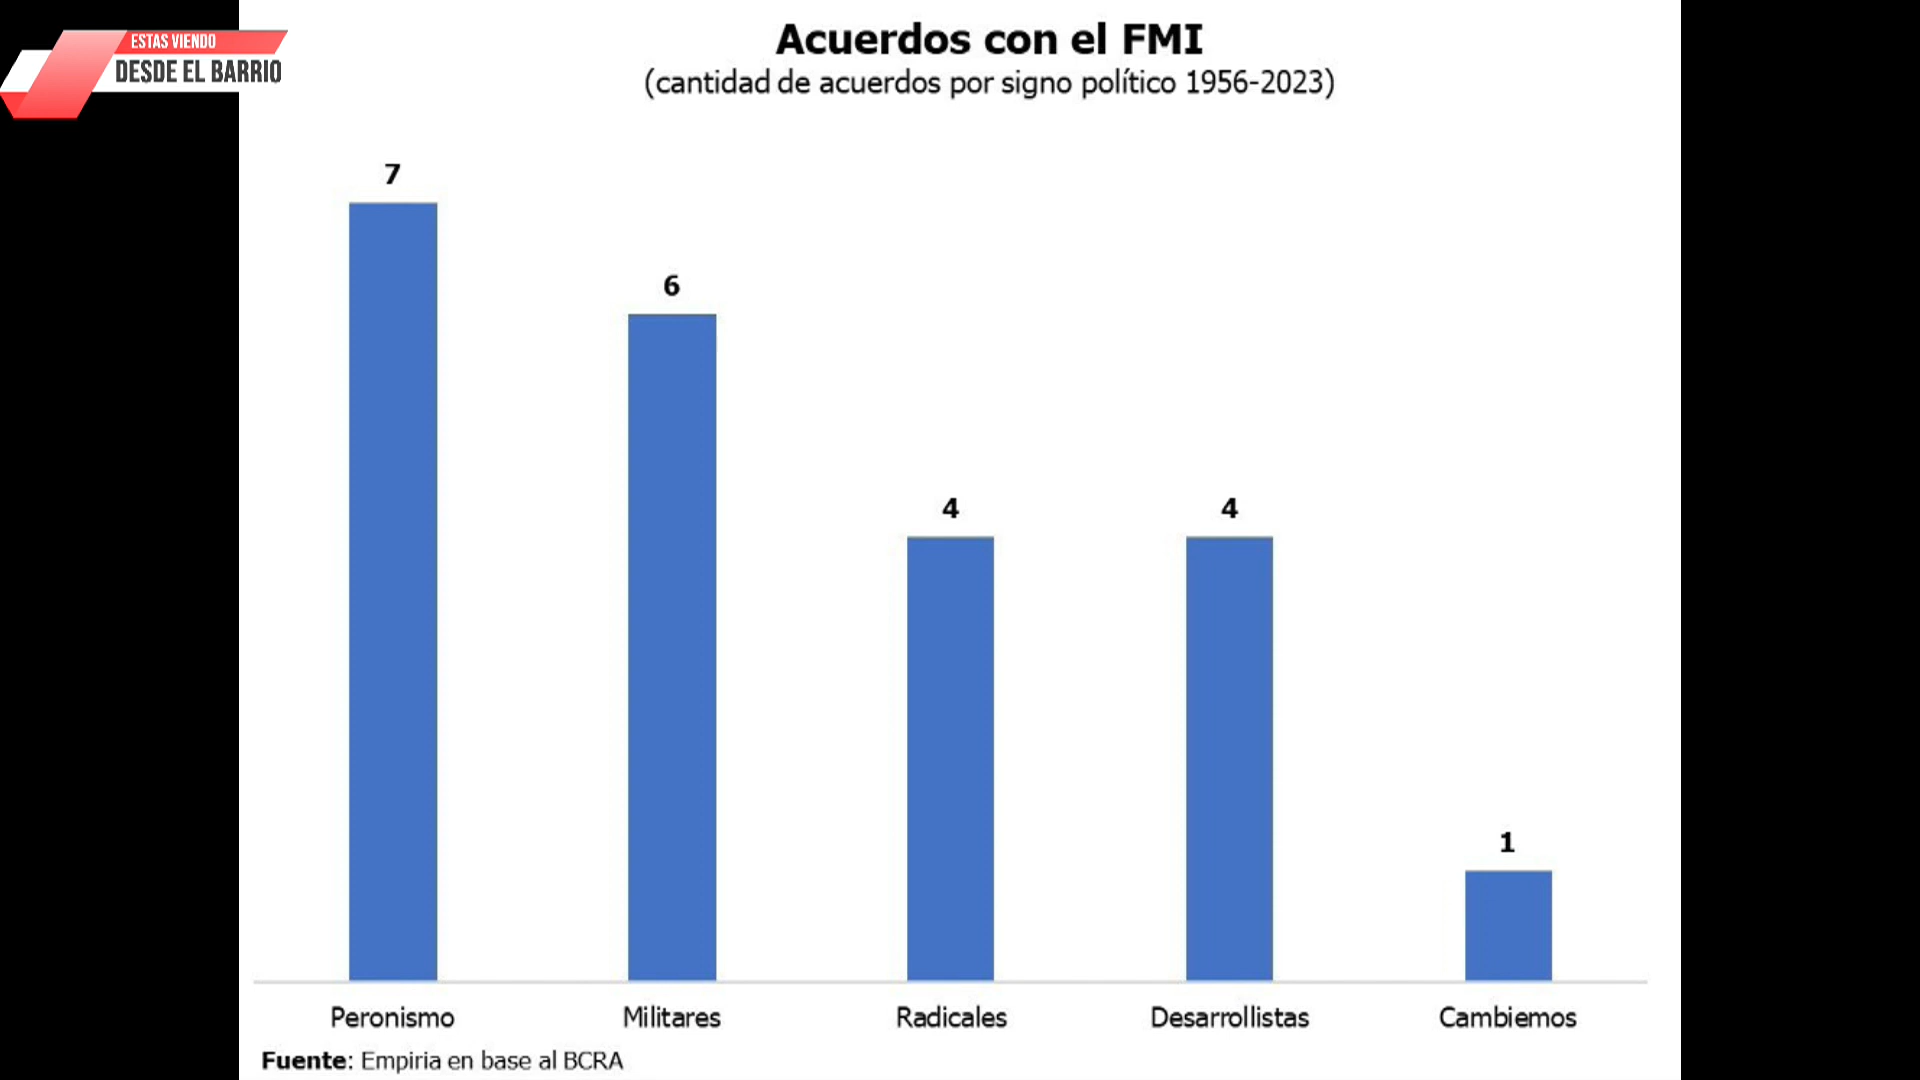 ESTAS VIENDO
DESDE EL BARRIO
Acuerdos con el FMI
(cantidad de acuerdos por signo político 1956-2023)
7
6
4
4
1
Peronismo
Militares
Radicales
Desarrollistas
Cambiemos
Fuente: Empiria en base al BCRA